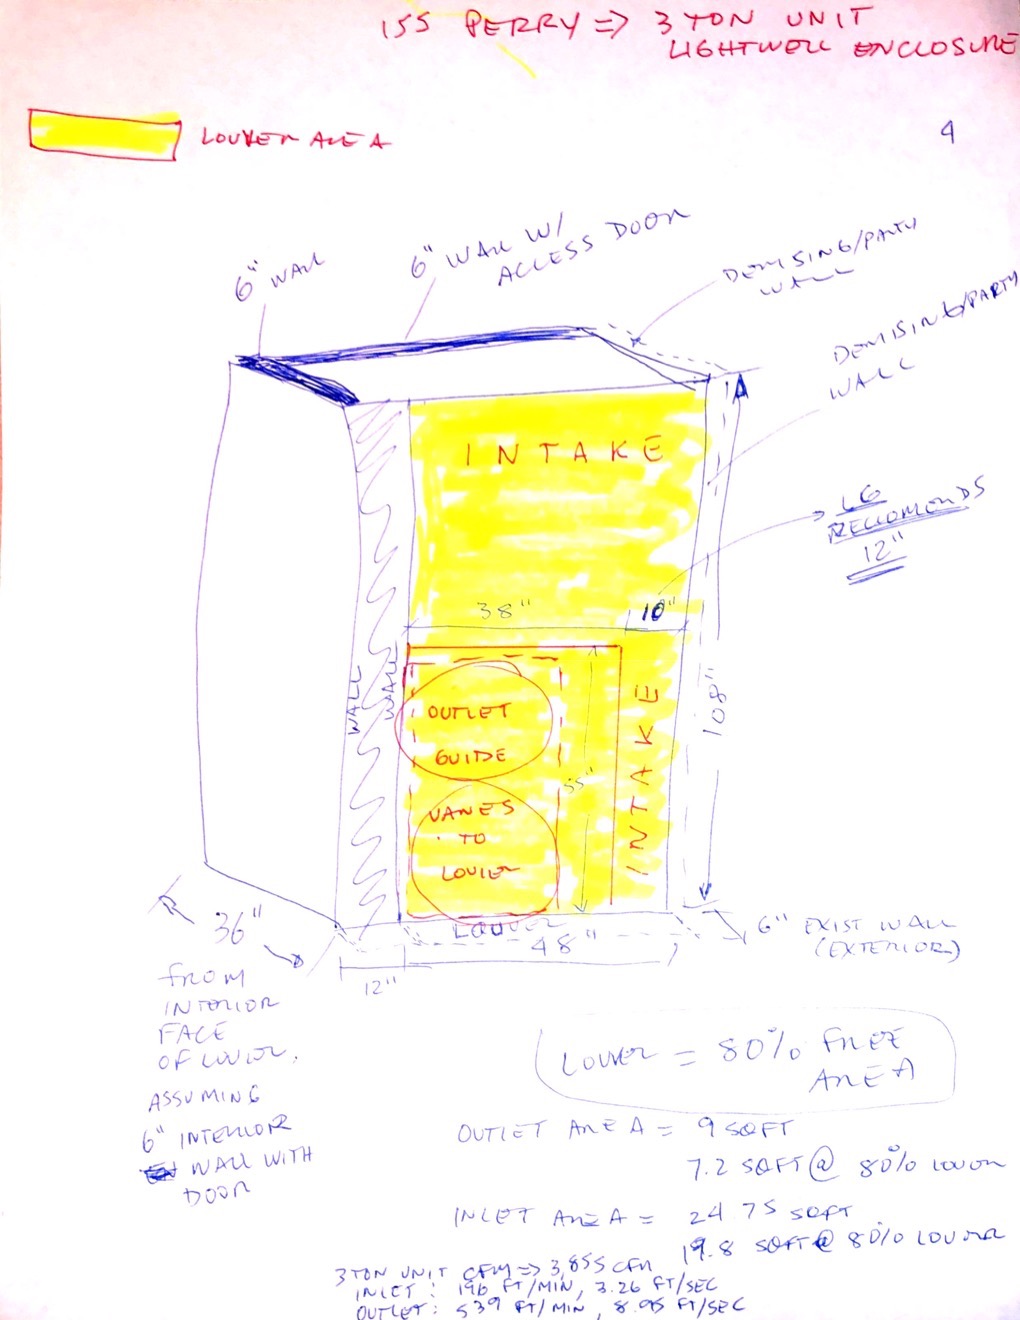 155 PERRY => 3 TON UNIT
LIGHTWELL ENCLOSURE
LOUVER AREA
4
6" WALL
6" WALL W/
ACCESS DOOR
DEMISING/PARTY
WALL
DEMISING/PARTY
WALL
INTAKE
LG
RECCOMENDS
12"
38"
10"
WALL
WALL
108"
OUTLET
GUIDE
VANES
TO
LOUVER
55"
INTAKE
LOUVER
48"
12"
36"
6" EXIST WALL
(EXTERIOR)
FROM
INTERIOR
FACE
OF LOUVER.
ASSUMING
6" INTERIOR
WALL WITH
DOOR
LOUVER = 80% FREE
AREA
OUTLET AREA = 9 SQFT
7.2 SQFT @ 80% LOUVER
INLET AREA = 24.75 SQFT
19.8 SQFT @ 80% LOUVER
3 TON UNIT CFM => 3,855 CFM
INLET: 196 FT/MIN, 3.26 FT/SEC
OUTLET: 539 FT/MIN, 8.95 FT/SEC